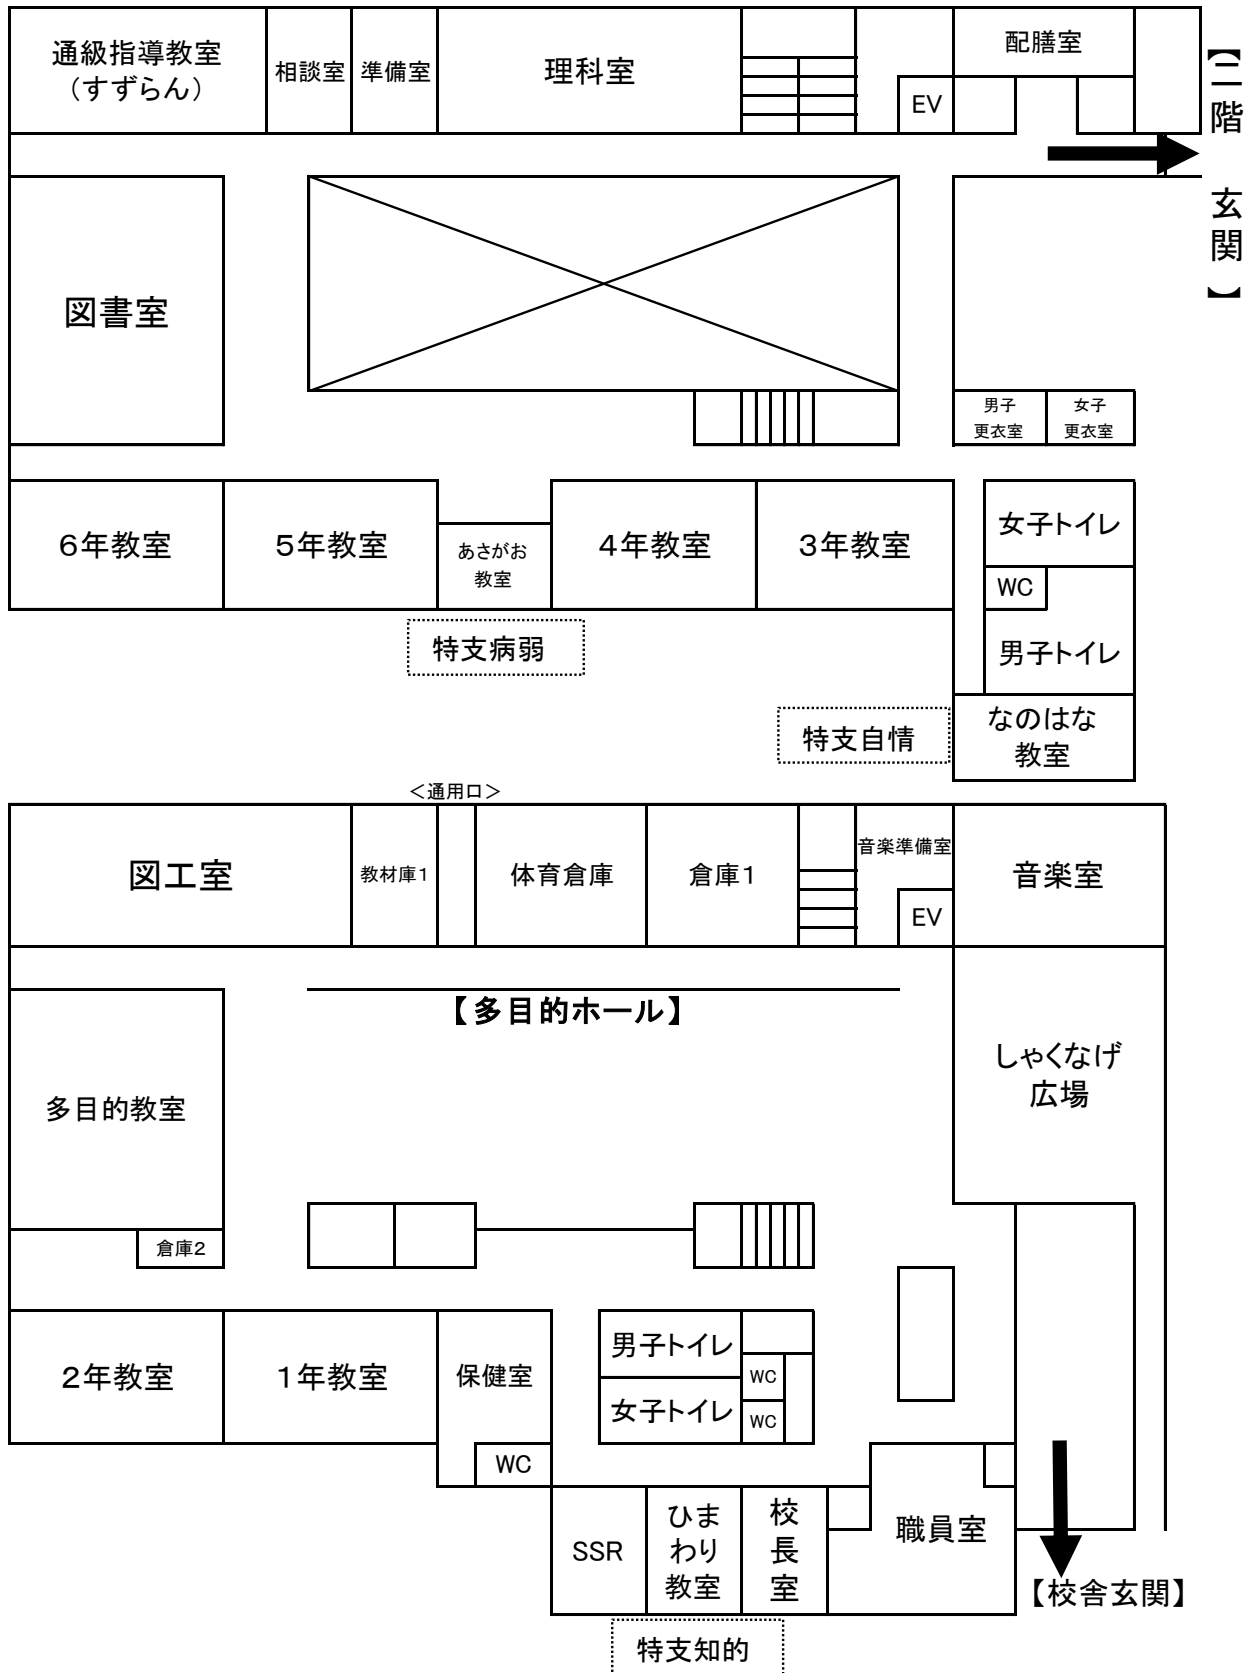 通級指導教室
（すずらん）
相談室
準備室
理科室
配膳室
EV
【二階　玄関】
図書室
男子
更衣室
女子
更衣室
６年教室
５年教室
あさがお
教室
４年教室
３年教室
女子トイレ
WC
男子トイレ
特支病弱
特支自情
なのはな
教室
＜通用口＞
図工室
教材庫１
体育倉庫
倉庫１
音楽準備室
EV
音楽室
【多目的ホール】
しゃくなげ
広場
多目的教室
倉庫２
２年教室
１年教室
保健室
男子トイレ
女子トイレ
WC
WC
WC
SSR
ひま
わり
教室
校長室
職員室
【校舎玄関】
特支知的